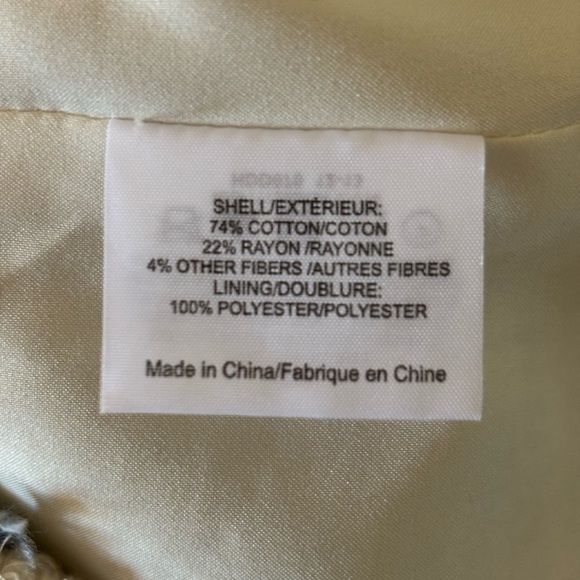 SHELL/EXTÉRIEUR:
74% COTTON/COTON
22% RAYON /RAYONNE
4% OTHER FIBERS /AUTRES FIBRES
LINING/DOUBLURE:
100% POLYESTER/POLYESTER
Made in China/Fabrique en Chine